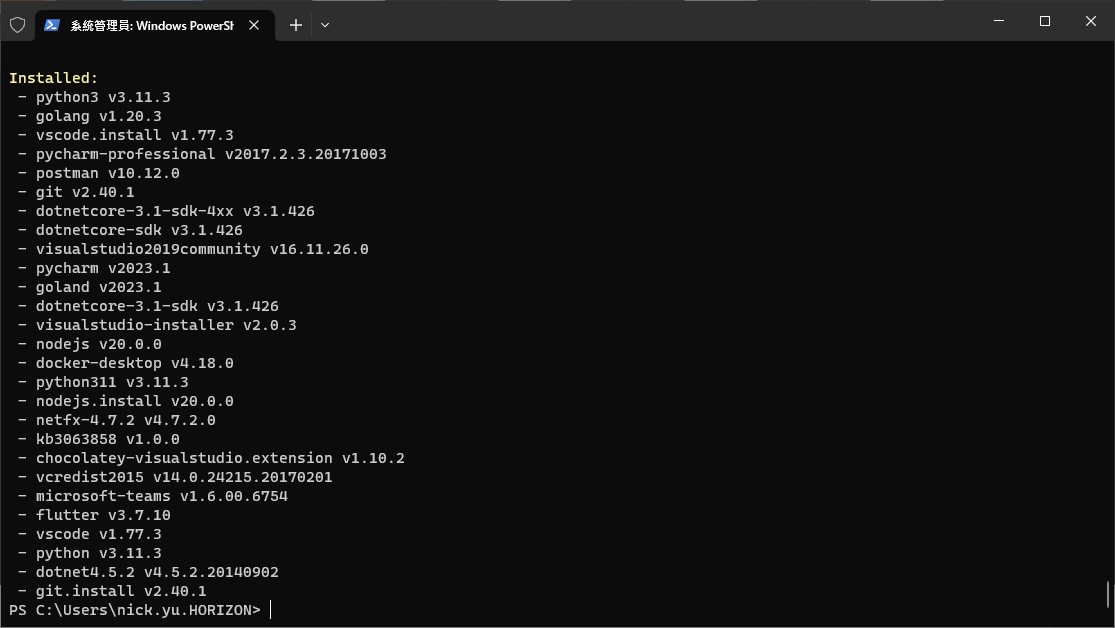 系統管理員: Windows PowerSh
Installed:
- python3 v3.11.3
- golang v1.20.3
- vscode.install v1.77.3
- pycharm-professional v2017.2.3.20171003
- postman v10.12.0
- git v2.40.1
- dotnetcore-3.1-sdk-4xx v3.1.426
- dotnetcore-sdk v3.1.426
- visualstudio2019community v16.11.26.0
- pycharm v2023.1
- goland v2023.1
- dotnetcore-3.1-sdk v3.1.426
- visualstudio-installer v2.0.3
- nodejs v20.0.0
- docker-desktop v4.18.0
- python311 v3.11.3
- nodejs.install v20.0.0
- netfx-4.7.2 v4.7.2.0
- kb3063858 v1.0.0
- chocolatey-visualstudio.extension v1.10.2
- vcredist2015 v14.0.24215.20170201
- microsoft-teams v1.6.00.6754
- flutter v3.7.10
- vscode v1.77.3
- python v3.11.3
- dotnet4.5.2 v4.5.2.20140902
- git.install v2.40.1
PS C:\Users\nick.yu.HORIZON>